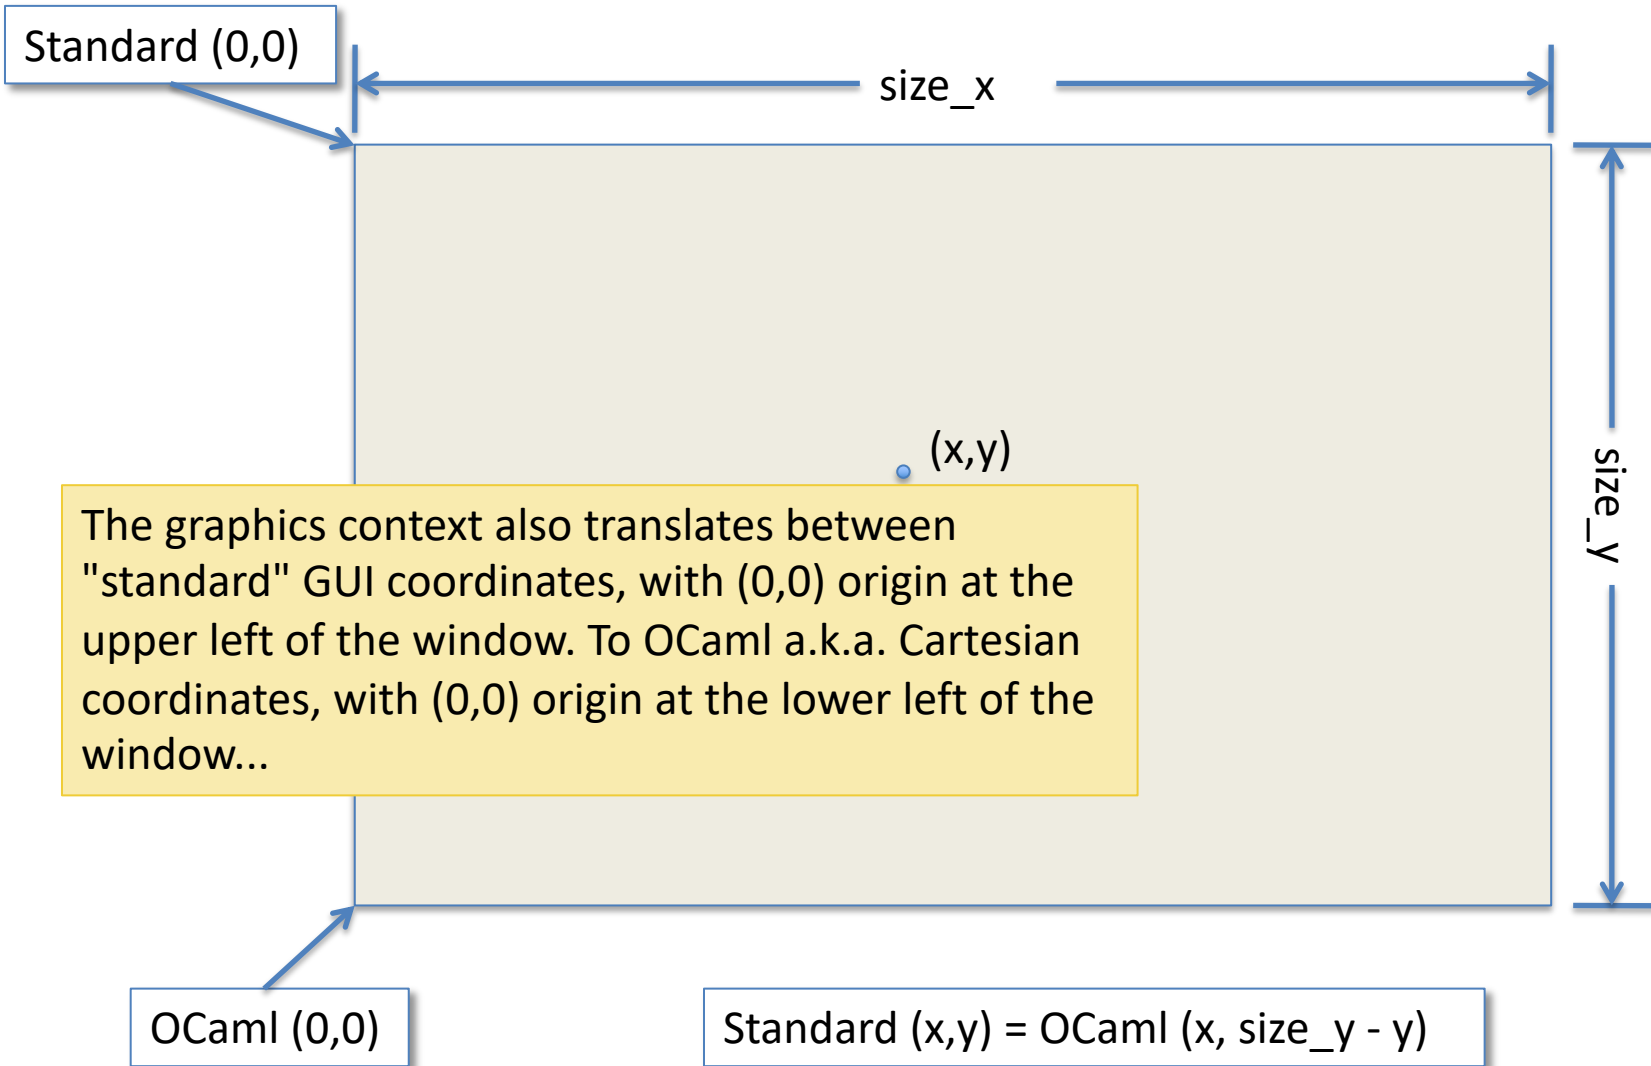 Standard (0,0)
size_x
(x,y)
size_y
The graphics context also translates between
"standard" GUI coordinates, with (0,0) origin at the
upper left of the window. To OCaml a.k.a. Cartesian
coordinates, with (0,0) origin at the lower left of the
window...
OCaml (0,0)
Standard (x,y) = OCaml (x, size_y - y)